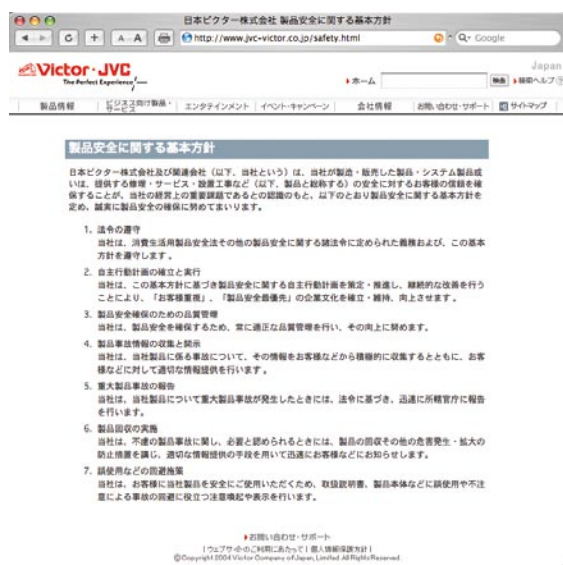 日本ビクター株式会社 製品安全に関する基本方針
http://www.jvc-victor.co.jp/safety.html
Google
Victor・JVC
The Perfect Experience
Japan
ホーム
検索
検索ヘルプ
製品情報
ビジネス向け製品・サービス
エンタテインメント
イベント・キャンペーン
会社情報
お問い合わせ・サポート
サイトマップ
製品安全に関する基本方針
日本ビクター株式会社及び関連会社（以下、当社という）は、当社が製造・販売した製品・システム製品或
いは、提供する修理・サービス・設置工事など（以下、製品と総称する）の安全に対するお客様の信頼を確
保することが、当社の経営上の重要課題であるとの認識のもと、以下のとおり製品安全に関する基本方針を
定め、誠実に製品安全の確保に努めてまいります。
1. 法令の遵守
当社は、消費生活用製品安全法その他の製品安全に関する諸法令に定められた義務および、この基本
方針を遵守します。
2. 自主行動計画の確立と実行
当社は、この基本方針に基づき製品安全に関する自主行動計画を策定・推進し、継続的な改善を行う
ことにより、「お客様重視」、「製品安全最優先」の企業文化を確立・維持、向上させます。
3. 製品安全確保のための品質管理
当社は、製品安全を確保するため、常に適正な品質管理を行い、その向上に努めます。
4. 製品事故情報の収集と開示
当社は、当社製品に係る事故について、その情報をお客様などから積極的に収集するとともに、お客
様などに対して適切な情報提供を行います。
5. 重大製品事故の報告
当社は、当社製品について重大製品事故が発生したときには、法令に基づき、迅速に所轄官庁に報告
を行います。
6. 製品回収の実施
当社は、不慮の製品事故に関し、必要と認められるときには、製品の回収その他の危害発生・拡大の
防止措置を講じ、適切な情報提供の手段を用いて迅速にお客様などにお知らせします。
7. 誤使用などの回避施策
当社は、お客様に当社製品を安全にご使用いただくため、取扱説明書、製品本体などに誤使用や不注
意による事故の回避に役立つ注意喚起や表示を行います。
お問い合わせ・サポート
| ウェブサイトのご利用にあたって | 個人情報保護方針 |
©Copyright 2004 Victor Company of Japan, Limited All Rights Reserved.